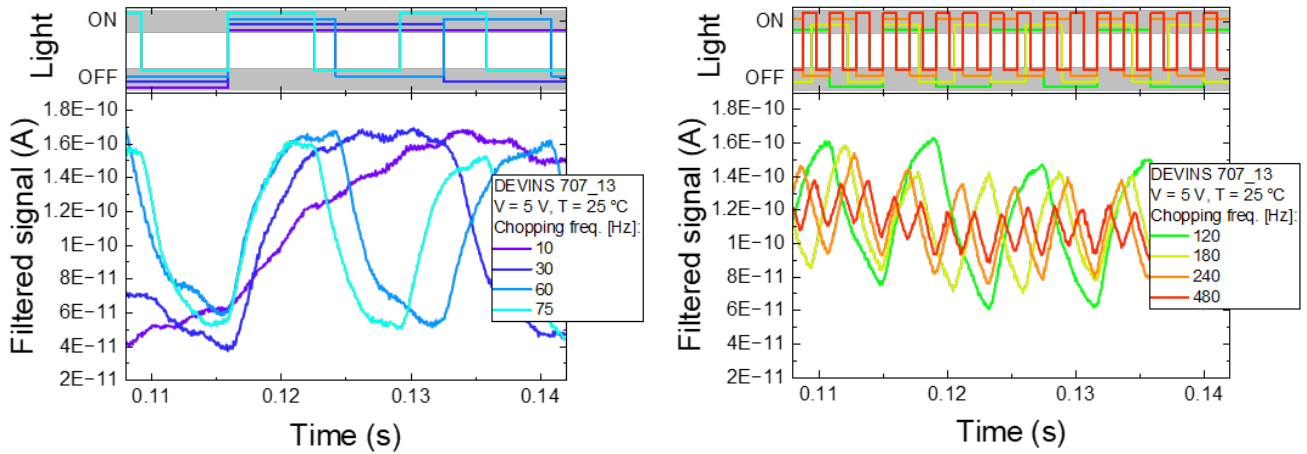 ON
Light
OFF
1.8E−10
1.6E−10
1.4E−10
1.2E−10
1E−10
8E−11
6E−11
4E−11
2E−11
Filtered signal (A)
DEVINS 707_13
V = 5 V, T = 25 ºC
Chopping freq. [Hz]:
10
30
60
75
0.11 0.12 0.13 0.14
Time (s)
ON
Light
OFF
1.8E−10
1.6E−10
1.4E−10
1.2E−10
1E−10
8E−11
6E−11
4E−11
2E−11
Filtered signal (A)
DEVINS 707_13
V = 5 V, T = 25 ºC
Chopping freq. [Hz]:
120
180
240
480
0.11 0.12 0.13 0.14
Time (s)